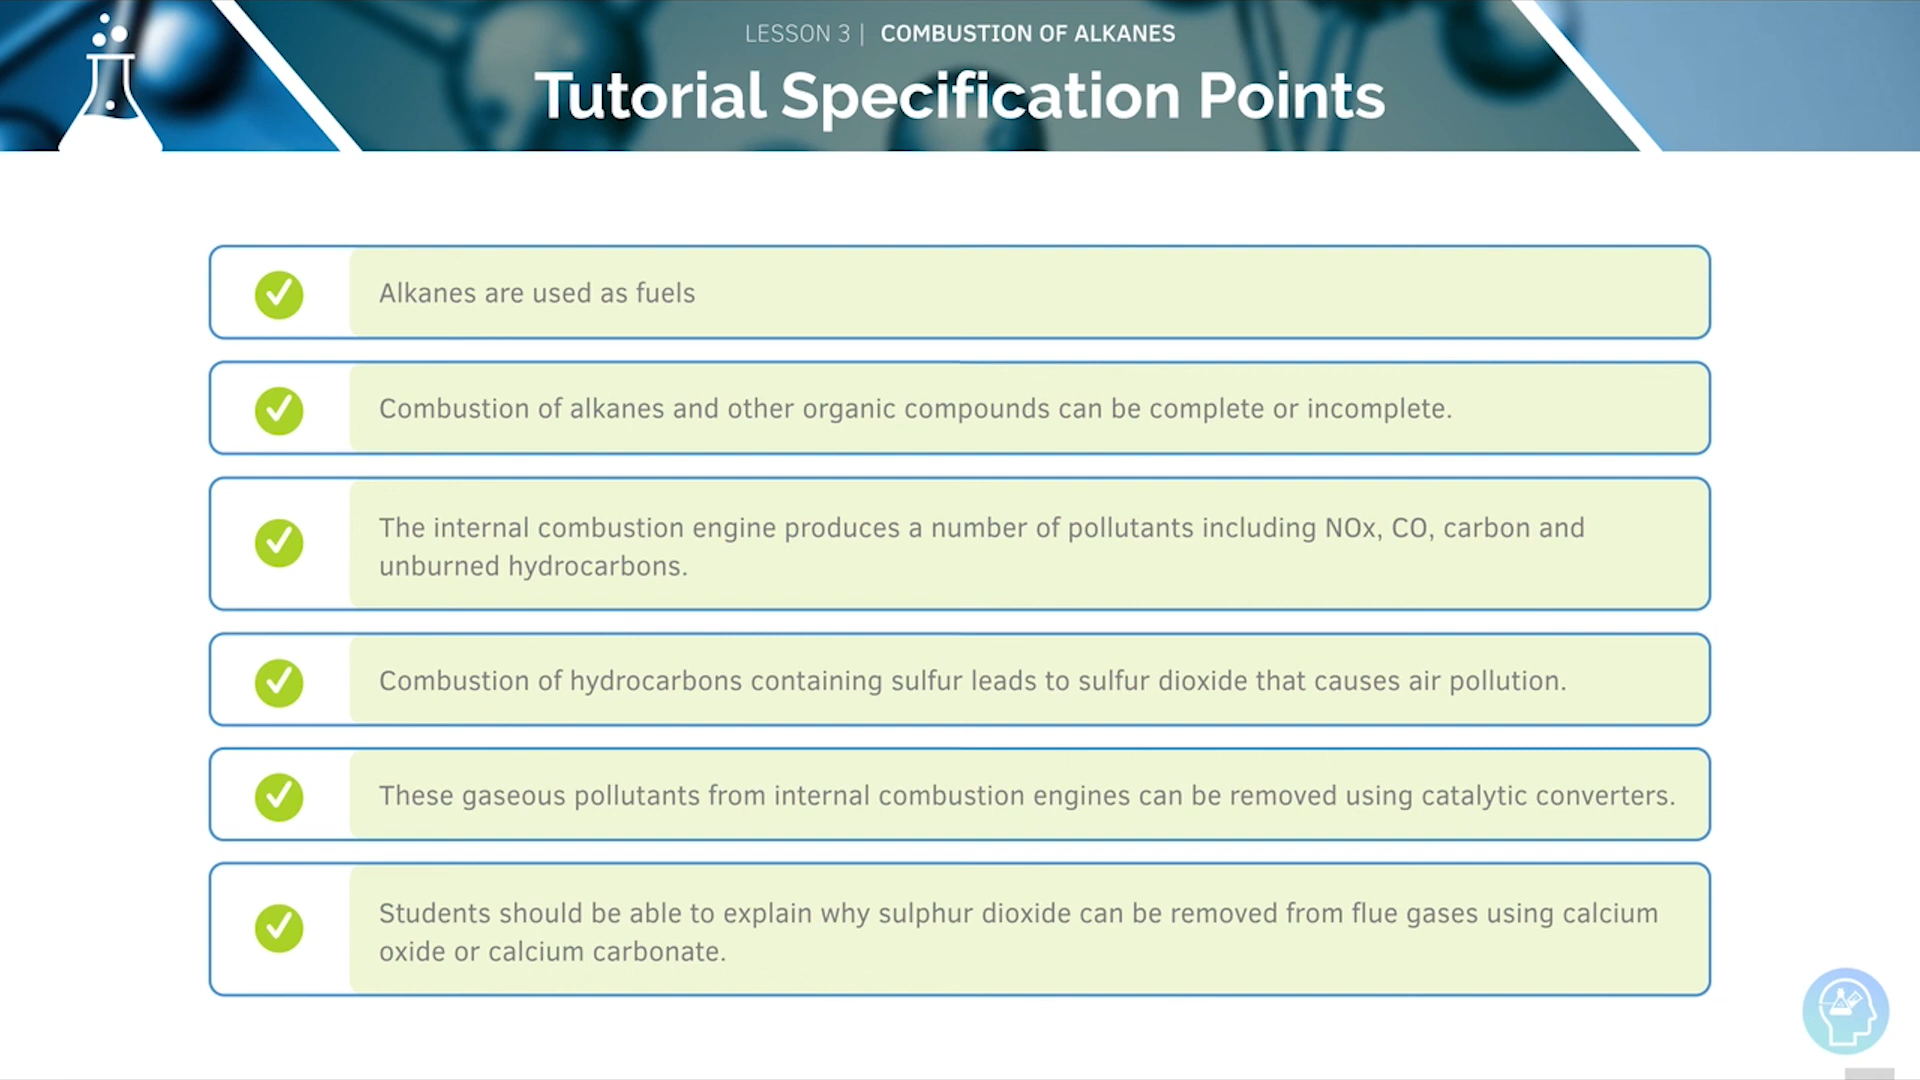 LESSON 3 | COMBUSTION OF ALKANES
Tutorial Specification Points
Alkanes are used as fuels
Combustion of alkanes and other organic compounds can be complete or incomplete.
The internal combustion engine produces a number of pollutants including NOx, CO, carbon and
unburned hydrocarbons.
Combustion of hydrocarbons containing sulfur leads to sulfur dioxide that causes air pollution.
These gaseous pollutants from internal combustion engines can be removed using catalytic converters.
Students should be able to explain why sulphur dioxide can be removed from flue gases using calcium
oxide or calcium carbonate.